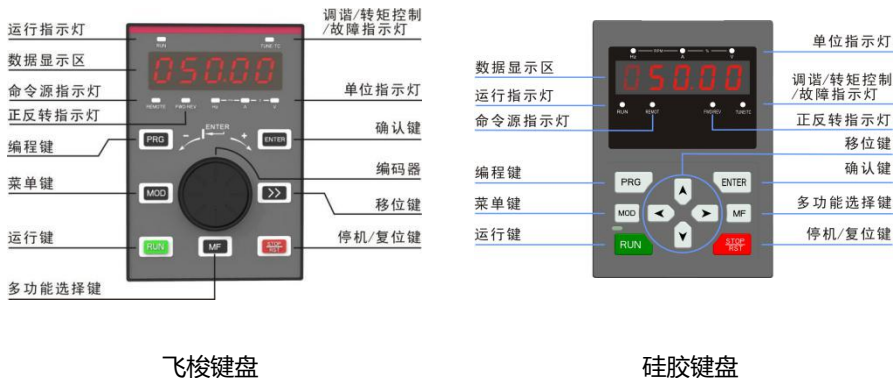 运行指示灯
数据显示区
命令源指示灯
正反转指示灯
编程键
菜单键
运行键
多功能选择键
RUN
TUNE/TC
050.00
REMOTE
FWD/REV
Hz
A
V
ENTER
-
+
PRG
ENTER
MOD
>>
RUN
MF
STOP
RST
调谐/转矩控制
/故障指示灯
单位指示灯
确认键
编码器
移位键
停机/复位键
飞梭键盘
数据显示区
运行指示灯
命令源指示灯
编程键
菜单键
运行键
Hz
RPM
A
%
V
050.00
RUN
REMOT
FWD/REV
TUNE/TC
PRG
ENTER
MOD
MF
RUN
STOP
RST
单位指示灯
调谐/转矩控制
/故障指示灯
正反转指示灯
移位键
确认键
多功能选择键
停机/复位键
硅胶键盘